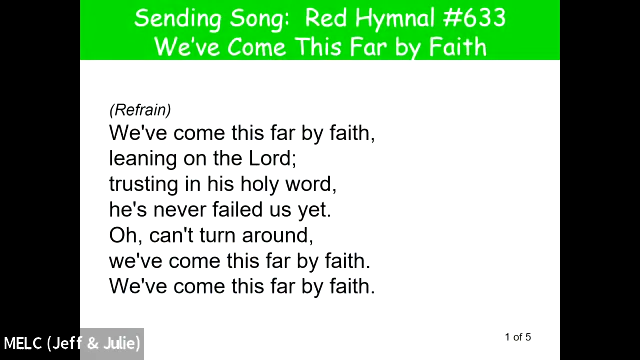 Sending Song:  Red Hymnal #633
We've Come This Far by Faith
(Refrain)
We've come this far by faith,
leaning on the Lord;
trusting in his holy word,
he's never failed us yet.
Oh, can't turn around,
we've come this far by faith.
We've come this far by faith.
1 of 5
MELC (Jeff & Julie)